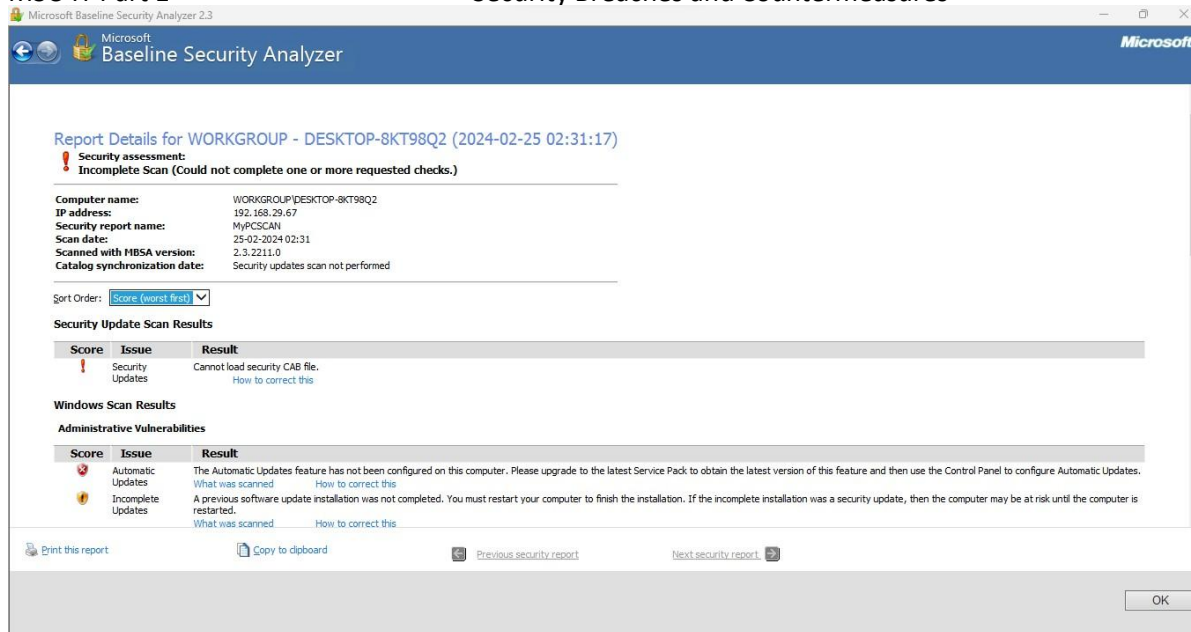 Security Breaches and Countermeasures
Microsoft Baseline Security Analyzer 2.3
Microsoft
Baseline Security Analyzer
Microsoft
Report Details for WORKGROUP - DESKTOP-8KT98Q2 (2024-02-25 02:31:17)
Security assessment:
Incomplete Scan (Could not complete one or more requested checks.)
Computer name: WORKGROUP\DESKTOP-8KT98Q2
IP address: 192.168.29.67
Security report name: MyPCSCAN
Scan date: 25-02-2024 02:31
Scanned with MBSA version: 2.3.2211.0
Catalog synchronization date: Security updates scan not performed
Sort Order: Score (worst first)
Security Update Scan Results
Score Issue Result
Security Updates Cannot load security CAB file.
How to correct this
Windows Scan Results
Administrative Vulnerabilities
Score Issue Result
Automatic Updates The Automatic Updates feature has not been configured on this computer. Please upgrade to the latest Service Pack to obtain the latest version of this feature and then use the Control Panel to configure Automatic Updates.
What was scanned How to correct this
Incomplete Updates A previous software update installation was not completed. You must restart your computer to finish the installation. If the incomplete installation was a security update, then the computer may be at risk until the computer is
restarted.
What was scanned How to correct this
Print this report Copy to clipboard Previous security report Next security report
OK